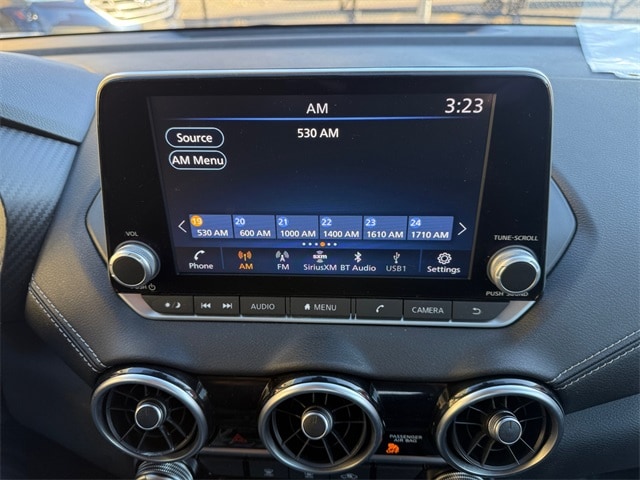 AM
3:23
Source
530 AM
AM Menu
19 20 21 22 23 24
530 AM 600 AM 1000 AM 1400 AM 1610 AM 1710 AM
VOL
TUNE-SCROLL
Phone AM FM SiriusXM BT Audio USB1 Settings
PUSH
PUSH SOUND
AUDIO MENU CAMERA
PASSENGER
AIR BAG